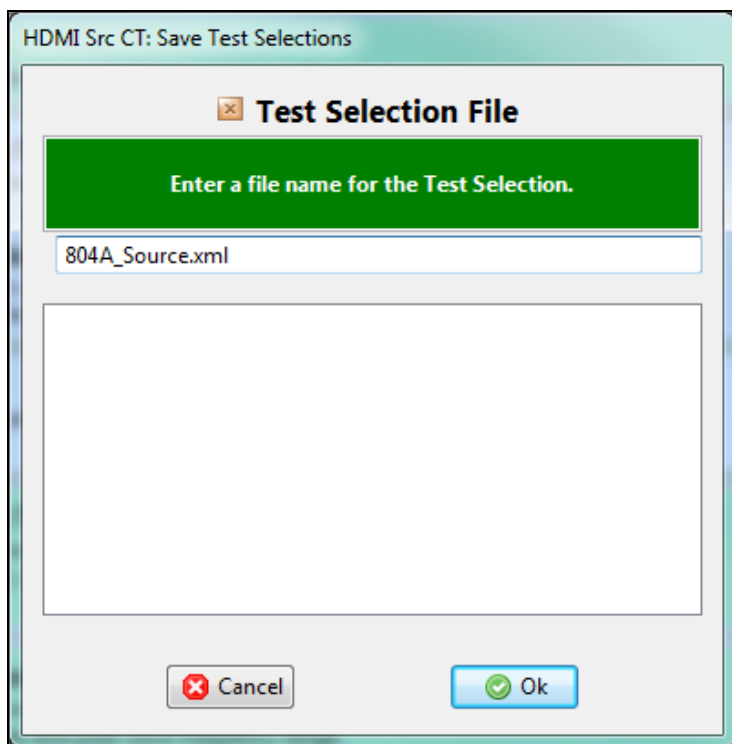 HDMI Src CT: Save Test Selections
Test Selection File
Enter a file name for the Test Selection.
804A_Source.xml
Cancel
Ok